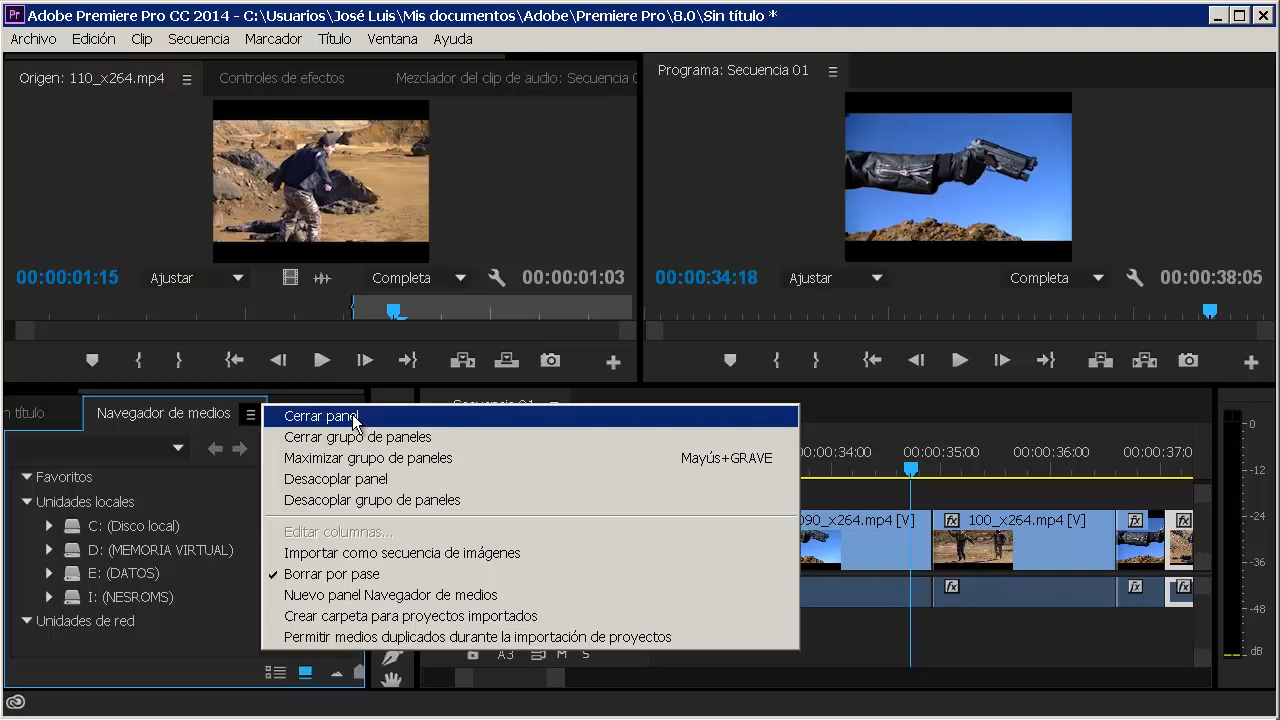 Adobe Premiere Pro CC 2014 - C:\Usuarios\José Luis\Mis documentos\Adobe\Premiere Pro\8.0\Sin título *
Archivo Edición Clip Secuencia Marcador Título Ventana Ayuda
Origen: 110_x264.mp4 Controles de efectos Mezclador del clip de audio: Secuencia
Programa: Secuencia 01
00:00:01:15 Ajustar Completa 00:00:01:03
00:00:34:18 Ajustar Completa 00:00:38:05
título Navegador de medios
Favoritos
Unidades locales
C: (Disco local)
D: (MEMORIA VIRTUAL)
E: (DATOS)
I: (NESROMS)
Unidades de red
Cerrar panel
Cerrar grupo de paneles
Maximizar grupo de paneles Mayús+GRAVE
Desacoplar panel
Desacoplar grupo de paneles
Editar columnas...
Importar como secuencia de imágenes
Borrar por pase
Nuevo panel Navegador de medios
Crear carpeta para proyectos importados
Permitir medios duplicados durante la importación de proyectos
00:00:34:00 00:00:35:00 00:00:36:00 00:00:37:0
090_x264.mp4 [V] fx 100_x264.mp4 [V] fx fx
fx fx fx
A3 M S
0
-12
-24
-36
-48
dB